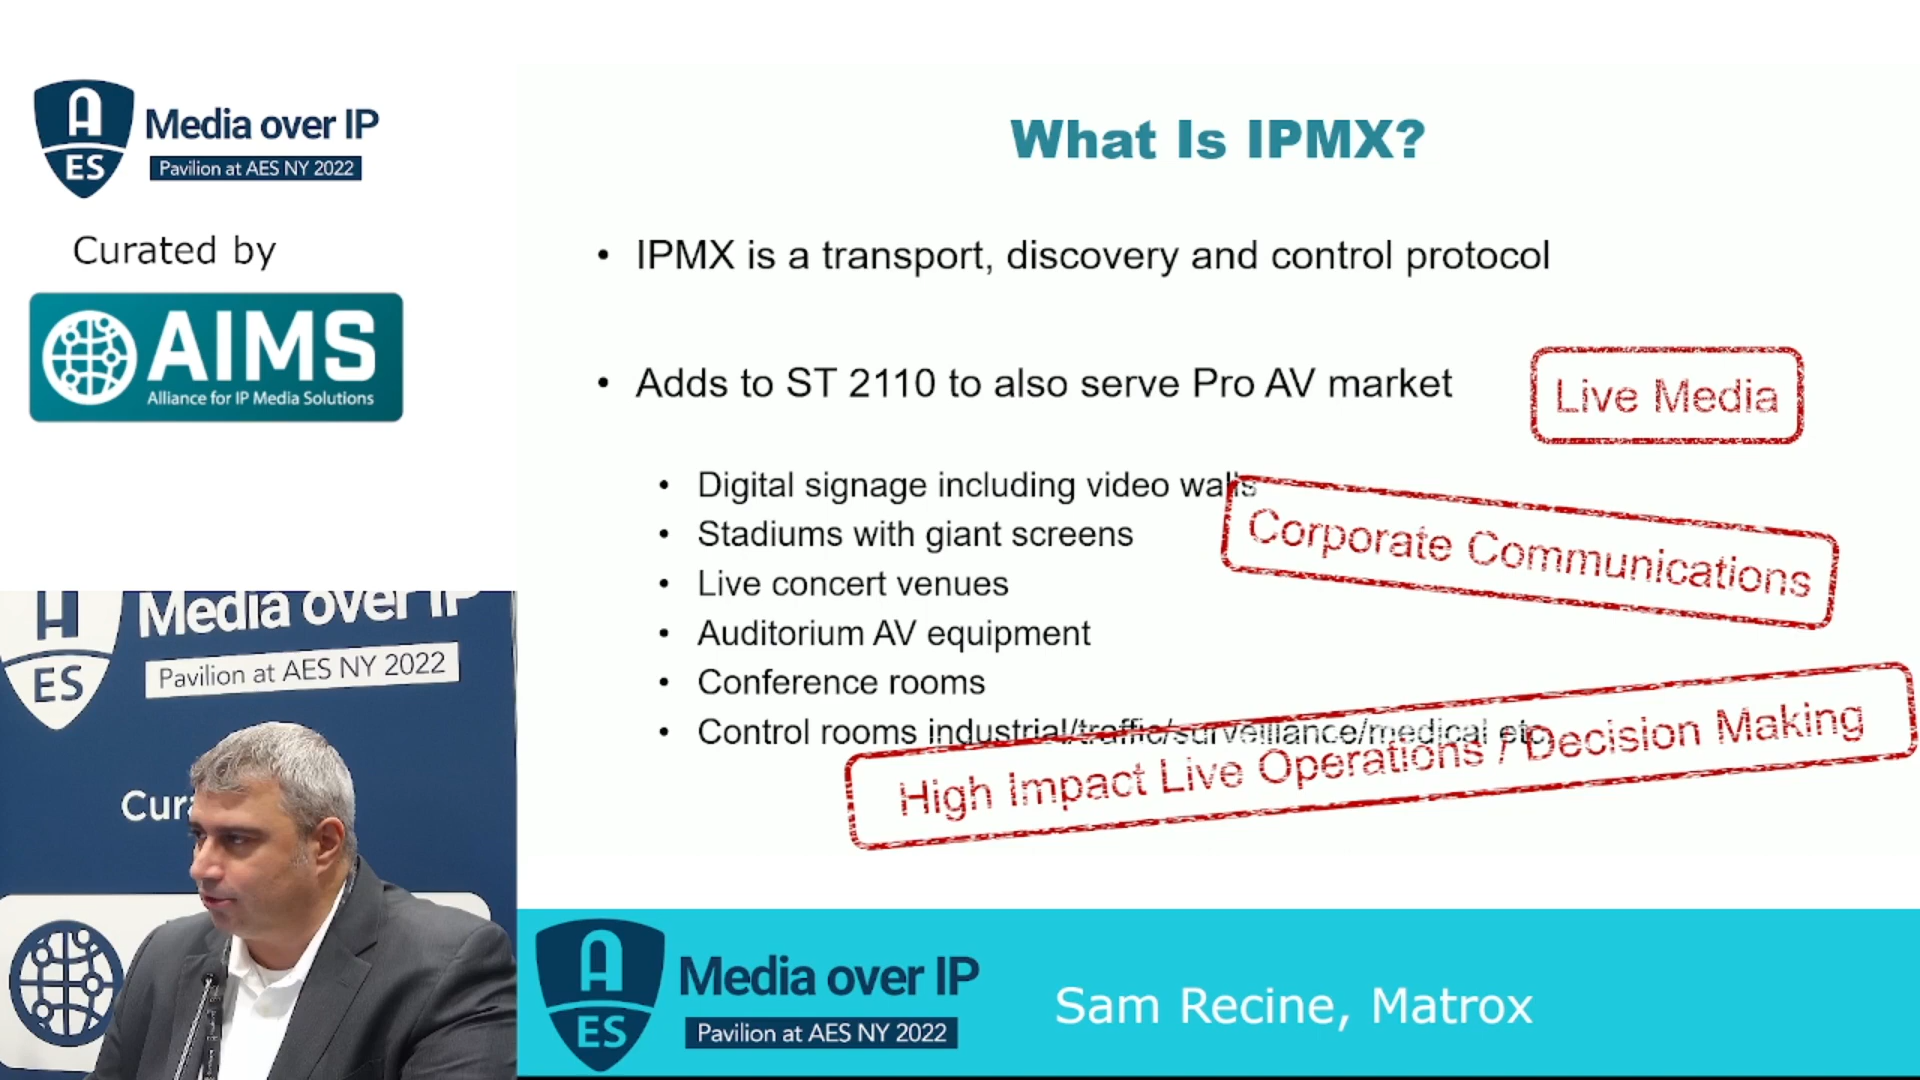 A
ES
Media over IP
Pavilion at AES NY 2022
Curated by
AIMS
Alliance for IP Media Solutions
What Is IPMX?
• IPMX is a transport, discovery and control protocol
• Adds to ST 2110 to also serve Pro AV market
Live Media
• Digital signage including video walls
• Stadiums with giant screens
• Live concert venues
• Auditorium AV equipment
• Conference rooms
• Control rooms industrial/traffic/surveillance/medical etc.
Corporate Communications
High Impact Live Operations / Decision Making
A
ES
Media over IP
Pavilion at AES NY 2022
Cura
A
ES
Media over IP
Pavilion at AES NY 2022
Sam Recine, Matrox